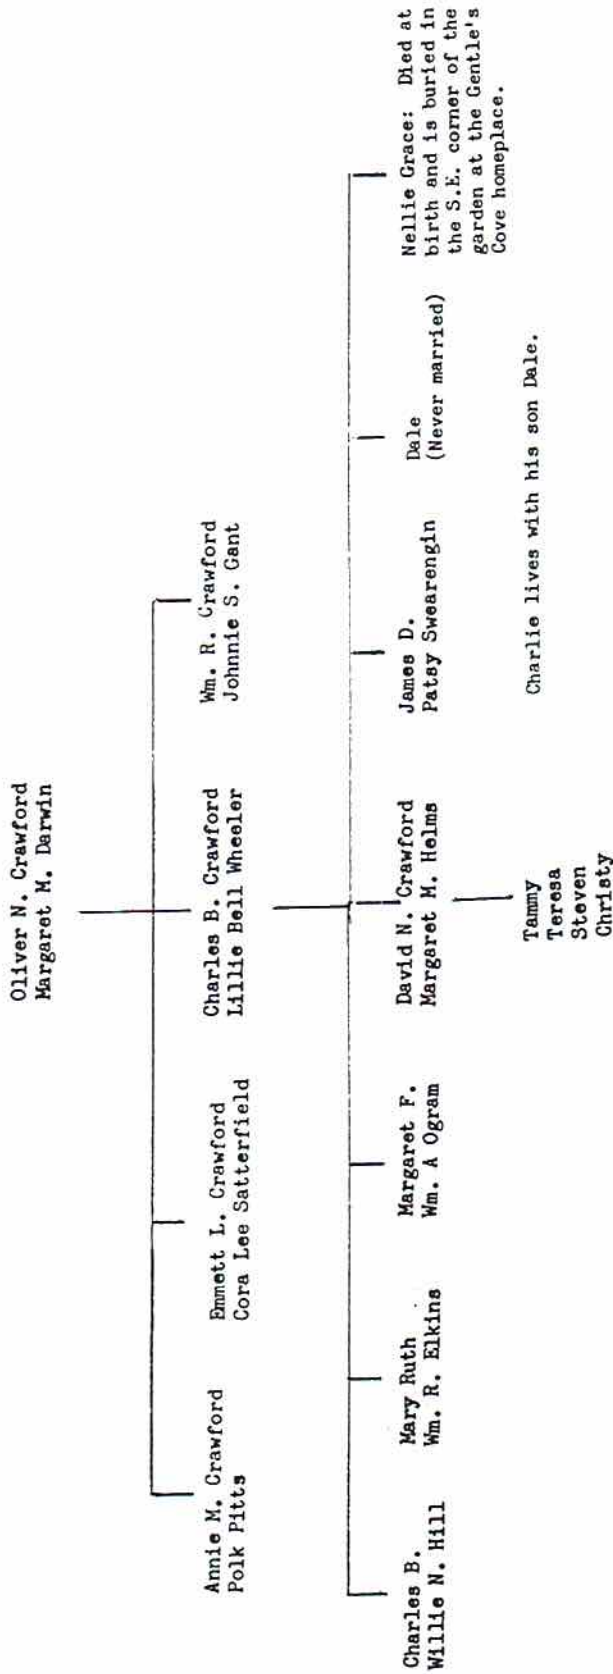 Oliver N. Crawford
Margaret M. Darwin
Annie M. Crawford
Polk Pitts
Emmett L. Crawford
Cora Lee Satterfield
Charles B. Crawford
Lillie Bell Wheeler
Wm. R. Crawford
Johnnie S. Gant
Charles B.
Willie N. Hill
Mary Ruth
Wm. R. Elkins
Margaret F.
Wm. A Ogram
David N. Crawford
Margaret M. Helms
James D.
Patsy Swearengin
Dale
(Never married)
Nellie Grace: Died at
birth and is buried in
the S.E. corner of the
garden at the Gentle's
Cove homeplace.
Tammy
Teresa
Steven
Christy
Charlie lives with his son Dale.